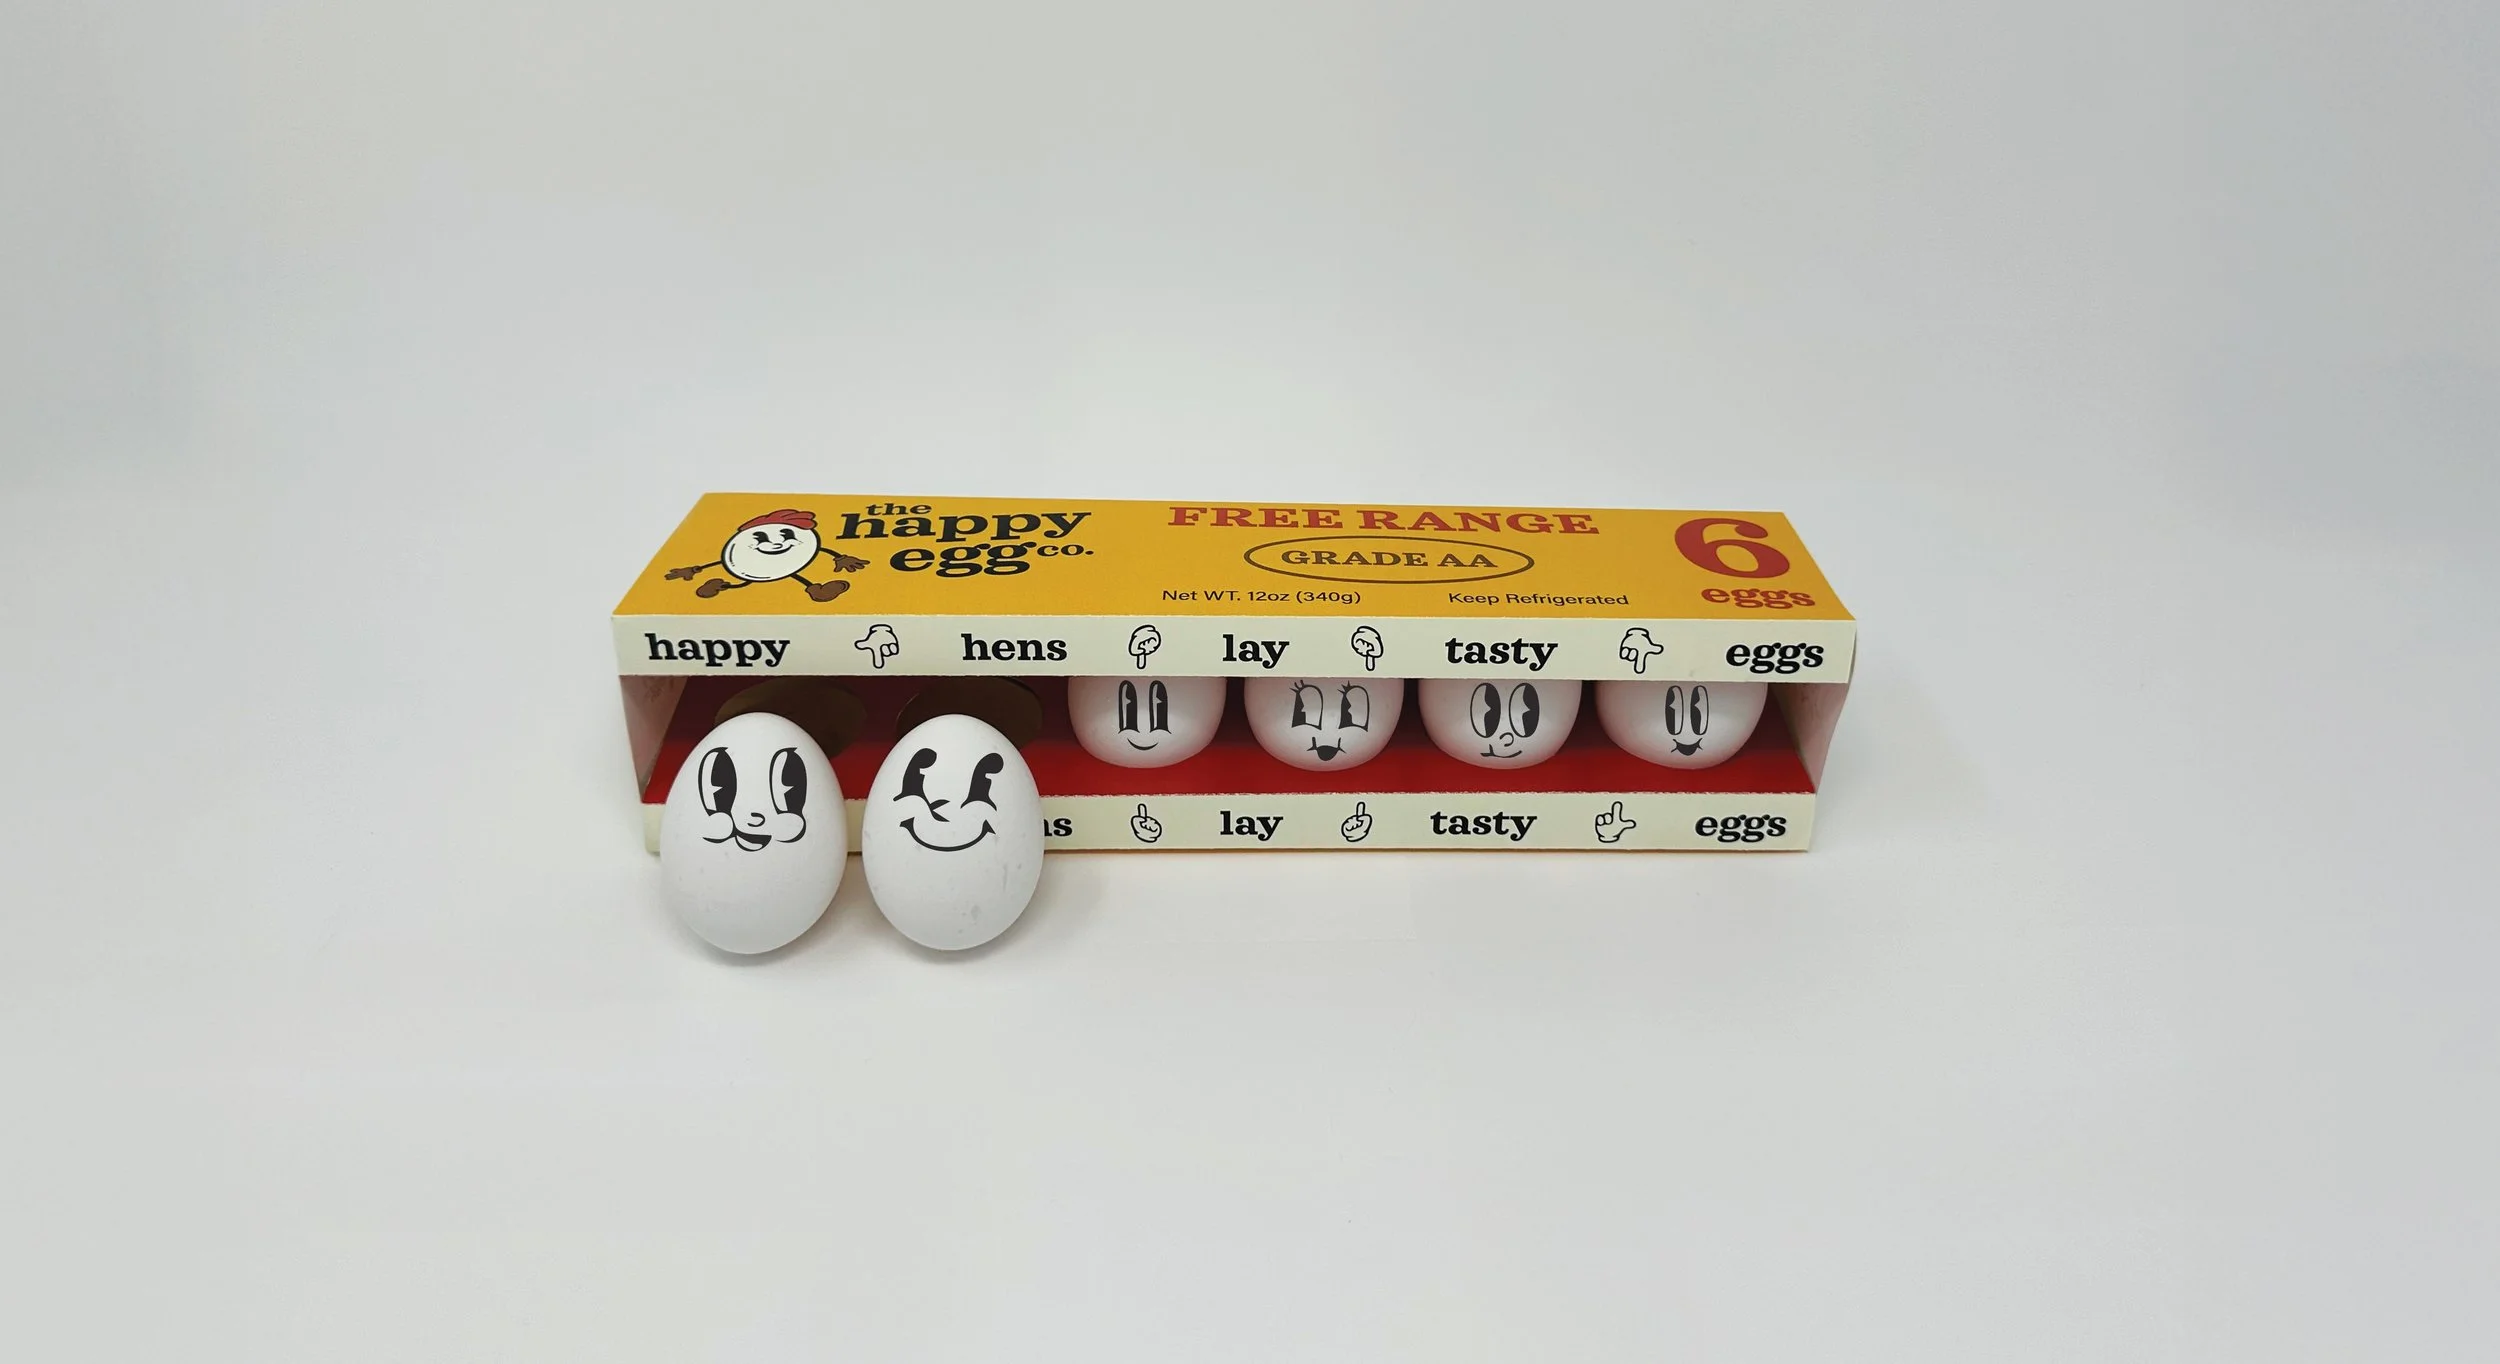 the
happy
egg co.
FREE RANGE
GRADE AA
Net WT. 12oz (340g)
Keep Refrigerated
6
eggs
happy hens lay tasty eggs
lay tasty eggs